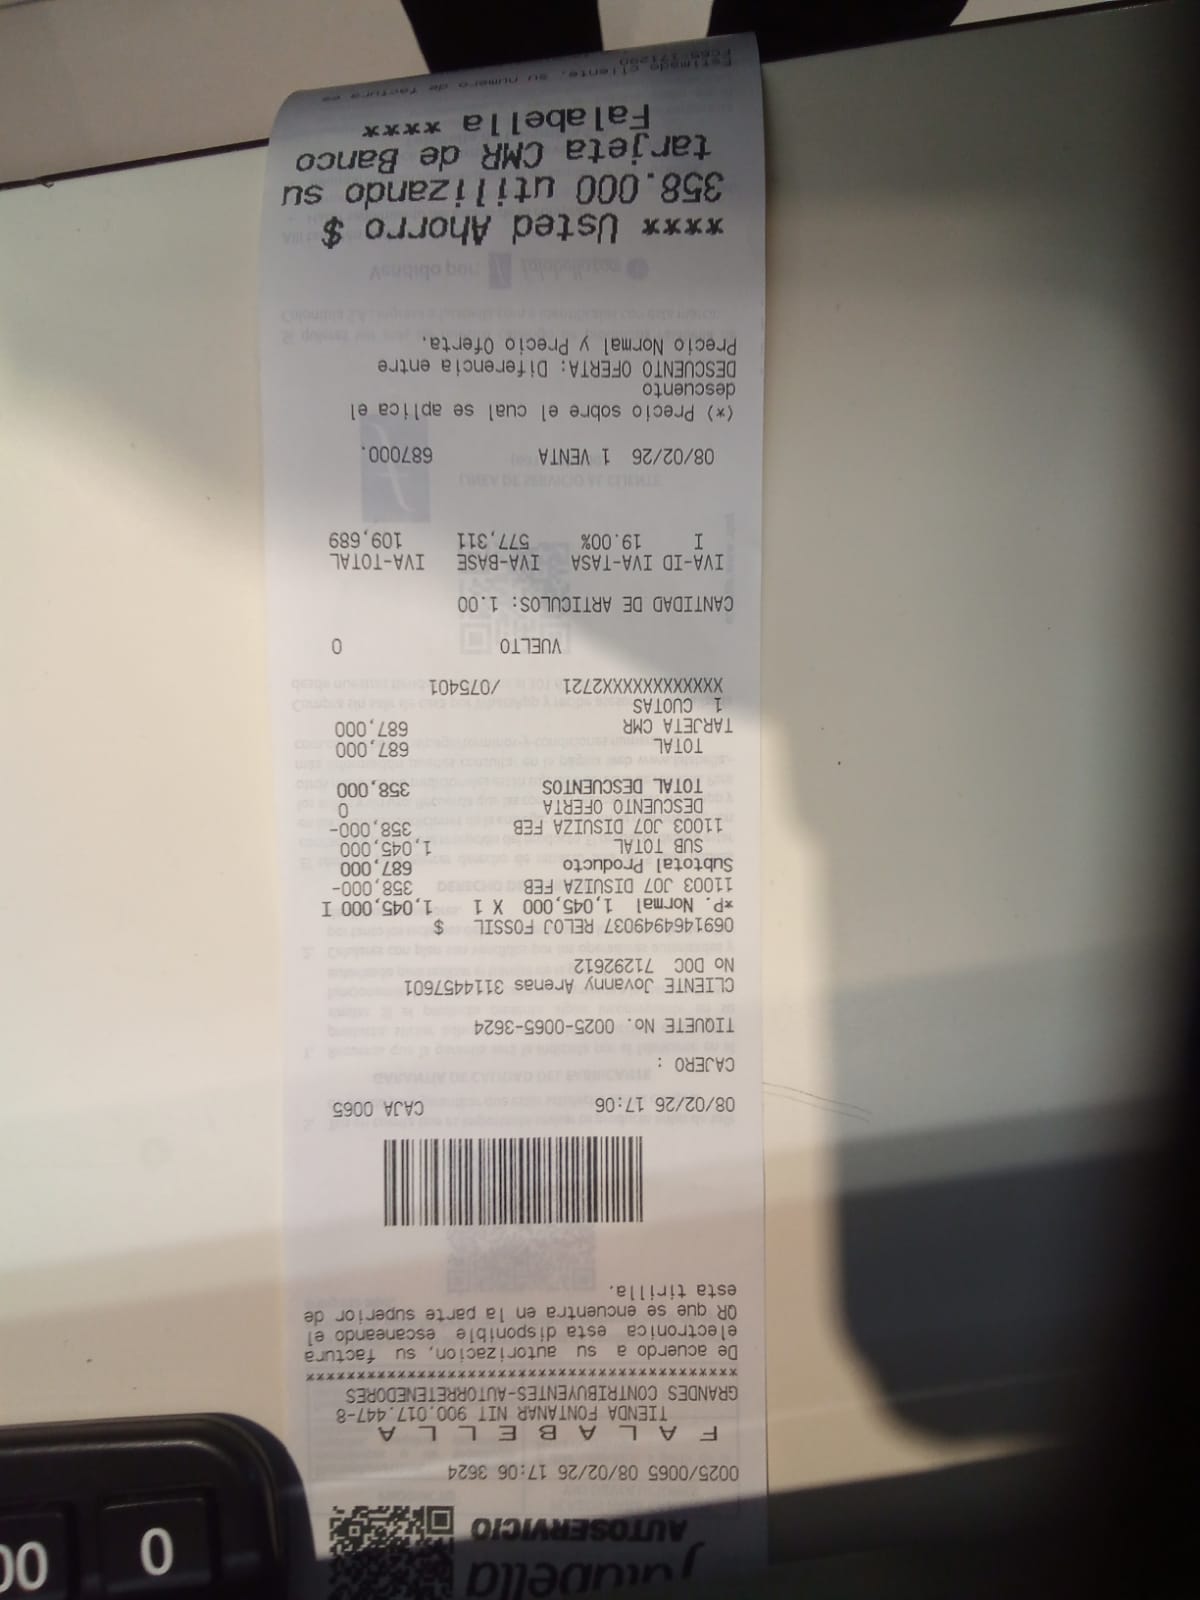 falabella
AUTOSERVICIO
0025/0065 08/02/26 17:06 3624
F A L A B E L L A
TIENDA FONTANAR NIT 900.017.447-8
GRANDES CONTRIBUYENTES-AUTORRETENEDORES
******************************************
De acuerdo a su autorizacion, su factura
electronica esta disponible escaneando el
QR que se encuentra en la parte superior de
esta tirilla.
08/02/26 17:06 CAJA 0065
CAJERO :
TIQUETE No. 0025-0065-3624
CLIENTE Jovanny Arenas 3114457601
No DOC 71292612
0691464949037 RELOJ FOSSIL $
*P. Normal 1,045,000 X 1 1,045,000 I
11003 J07 DISUIZA FEB 358,000-
Subtotal Producto 687,000
SUB TOTAL 1,045,000
11003 J07 DISUIZA FEB 358,000-
DESCUENTO OFERTA 0
TOTAL DESCUENTOS 358,000
TOTAL 687,000
TARJETA CMR 687,000
1 CUOTAS
XXXXXXXXXXXX2721 /075401
VUELTO 0
CANTIDAD DE ARTICULOS: 1.00
IVA-ID IVA-TASA IVA-BASE IVA-TOTAL
I 19.00% 577,311 109,689
08/02/26 1 VENTA 687000.
(*) Precio sobre el cual se aplica el
descuento
DESCUENTO OFERTA: Diferencia entre
Precio Normal y Precio Oferta.
**** Usted Ahorro $
358.000 utilizando su
tarjeta CMR de Banco
Falabella ****
Estimado cliente, su numero de factura es
0
00